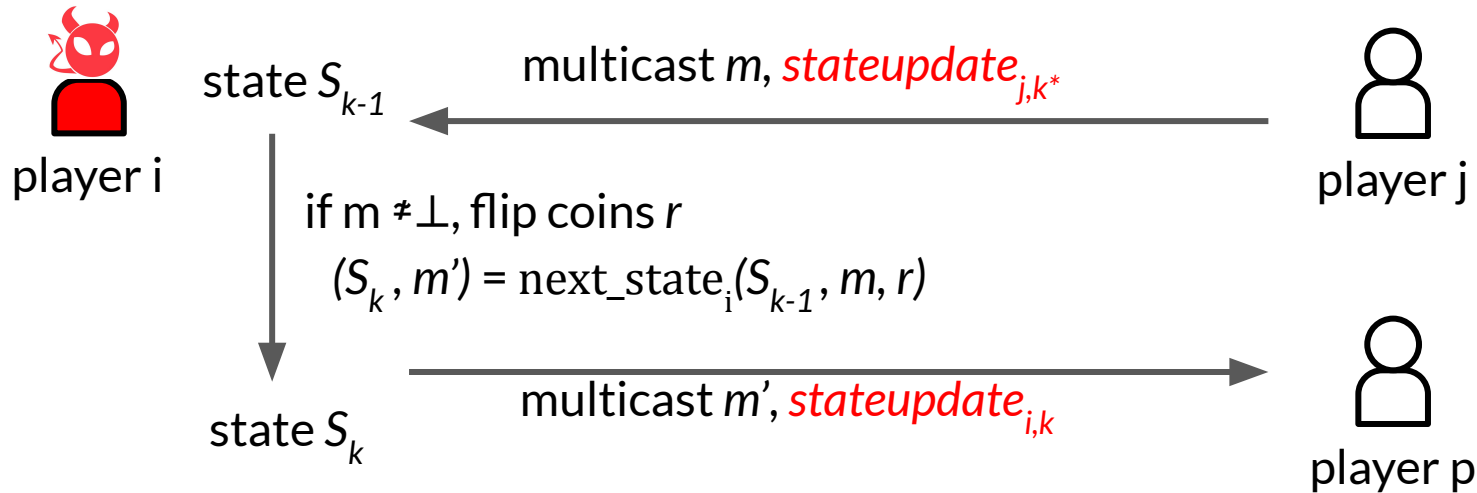 multicast m, stateupdate_{j,k*}
state S_{k-1}
player i
player j
if m ≠⊥, flip coins r
(S_k, m’) = next_state_i(S_{k-1}, m, r)
multicast m’, stateupdate_{i,k}
state S_k
player p